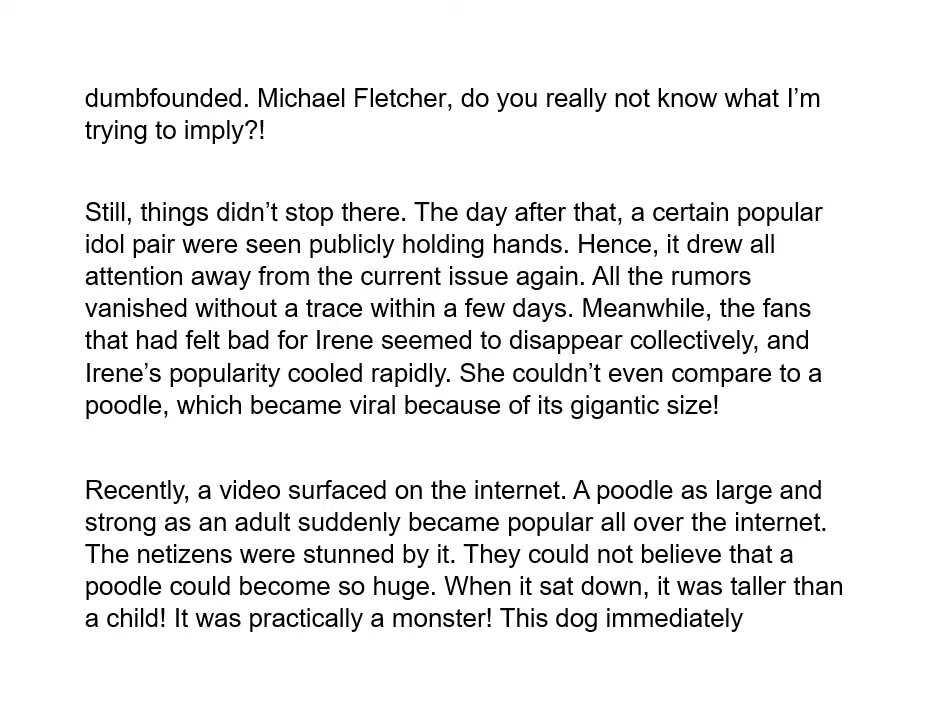 dumbfounded. Michael Fletcher, do you really not know what I’m
trying to imply?!
Still, things didn’t stop there. The day after that, a certain popular
idol pair were seen publicly holding hands. Hence, it drew all
attention away from the current issue again. All the rumors
vanished without a trace within a few days. Meanwhile, the fans
that had felt bad for Irene seemed to disappear collectively, and
Irene’s popularity cooled rapidly. She couldn’t even compare to a
poodle, which became viral because of its gigantic size!
Recently, a video surfaced on the internet. A poodle as large and
strong as an adult suddenly became popular all over the internet.
The netizens were stunned by it. They could not believe that a
poodle could become so huge. When it sat down, it was taller than
a child! It was practically a monster! This dog immediately